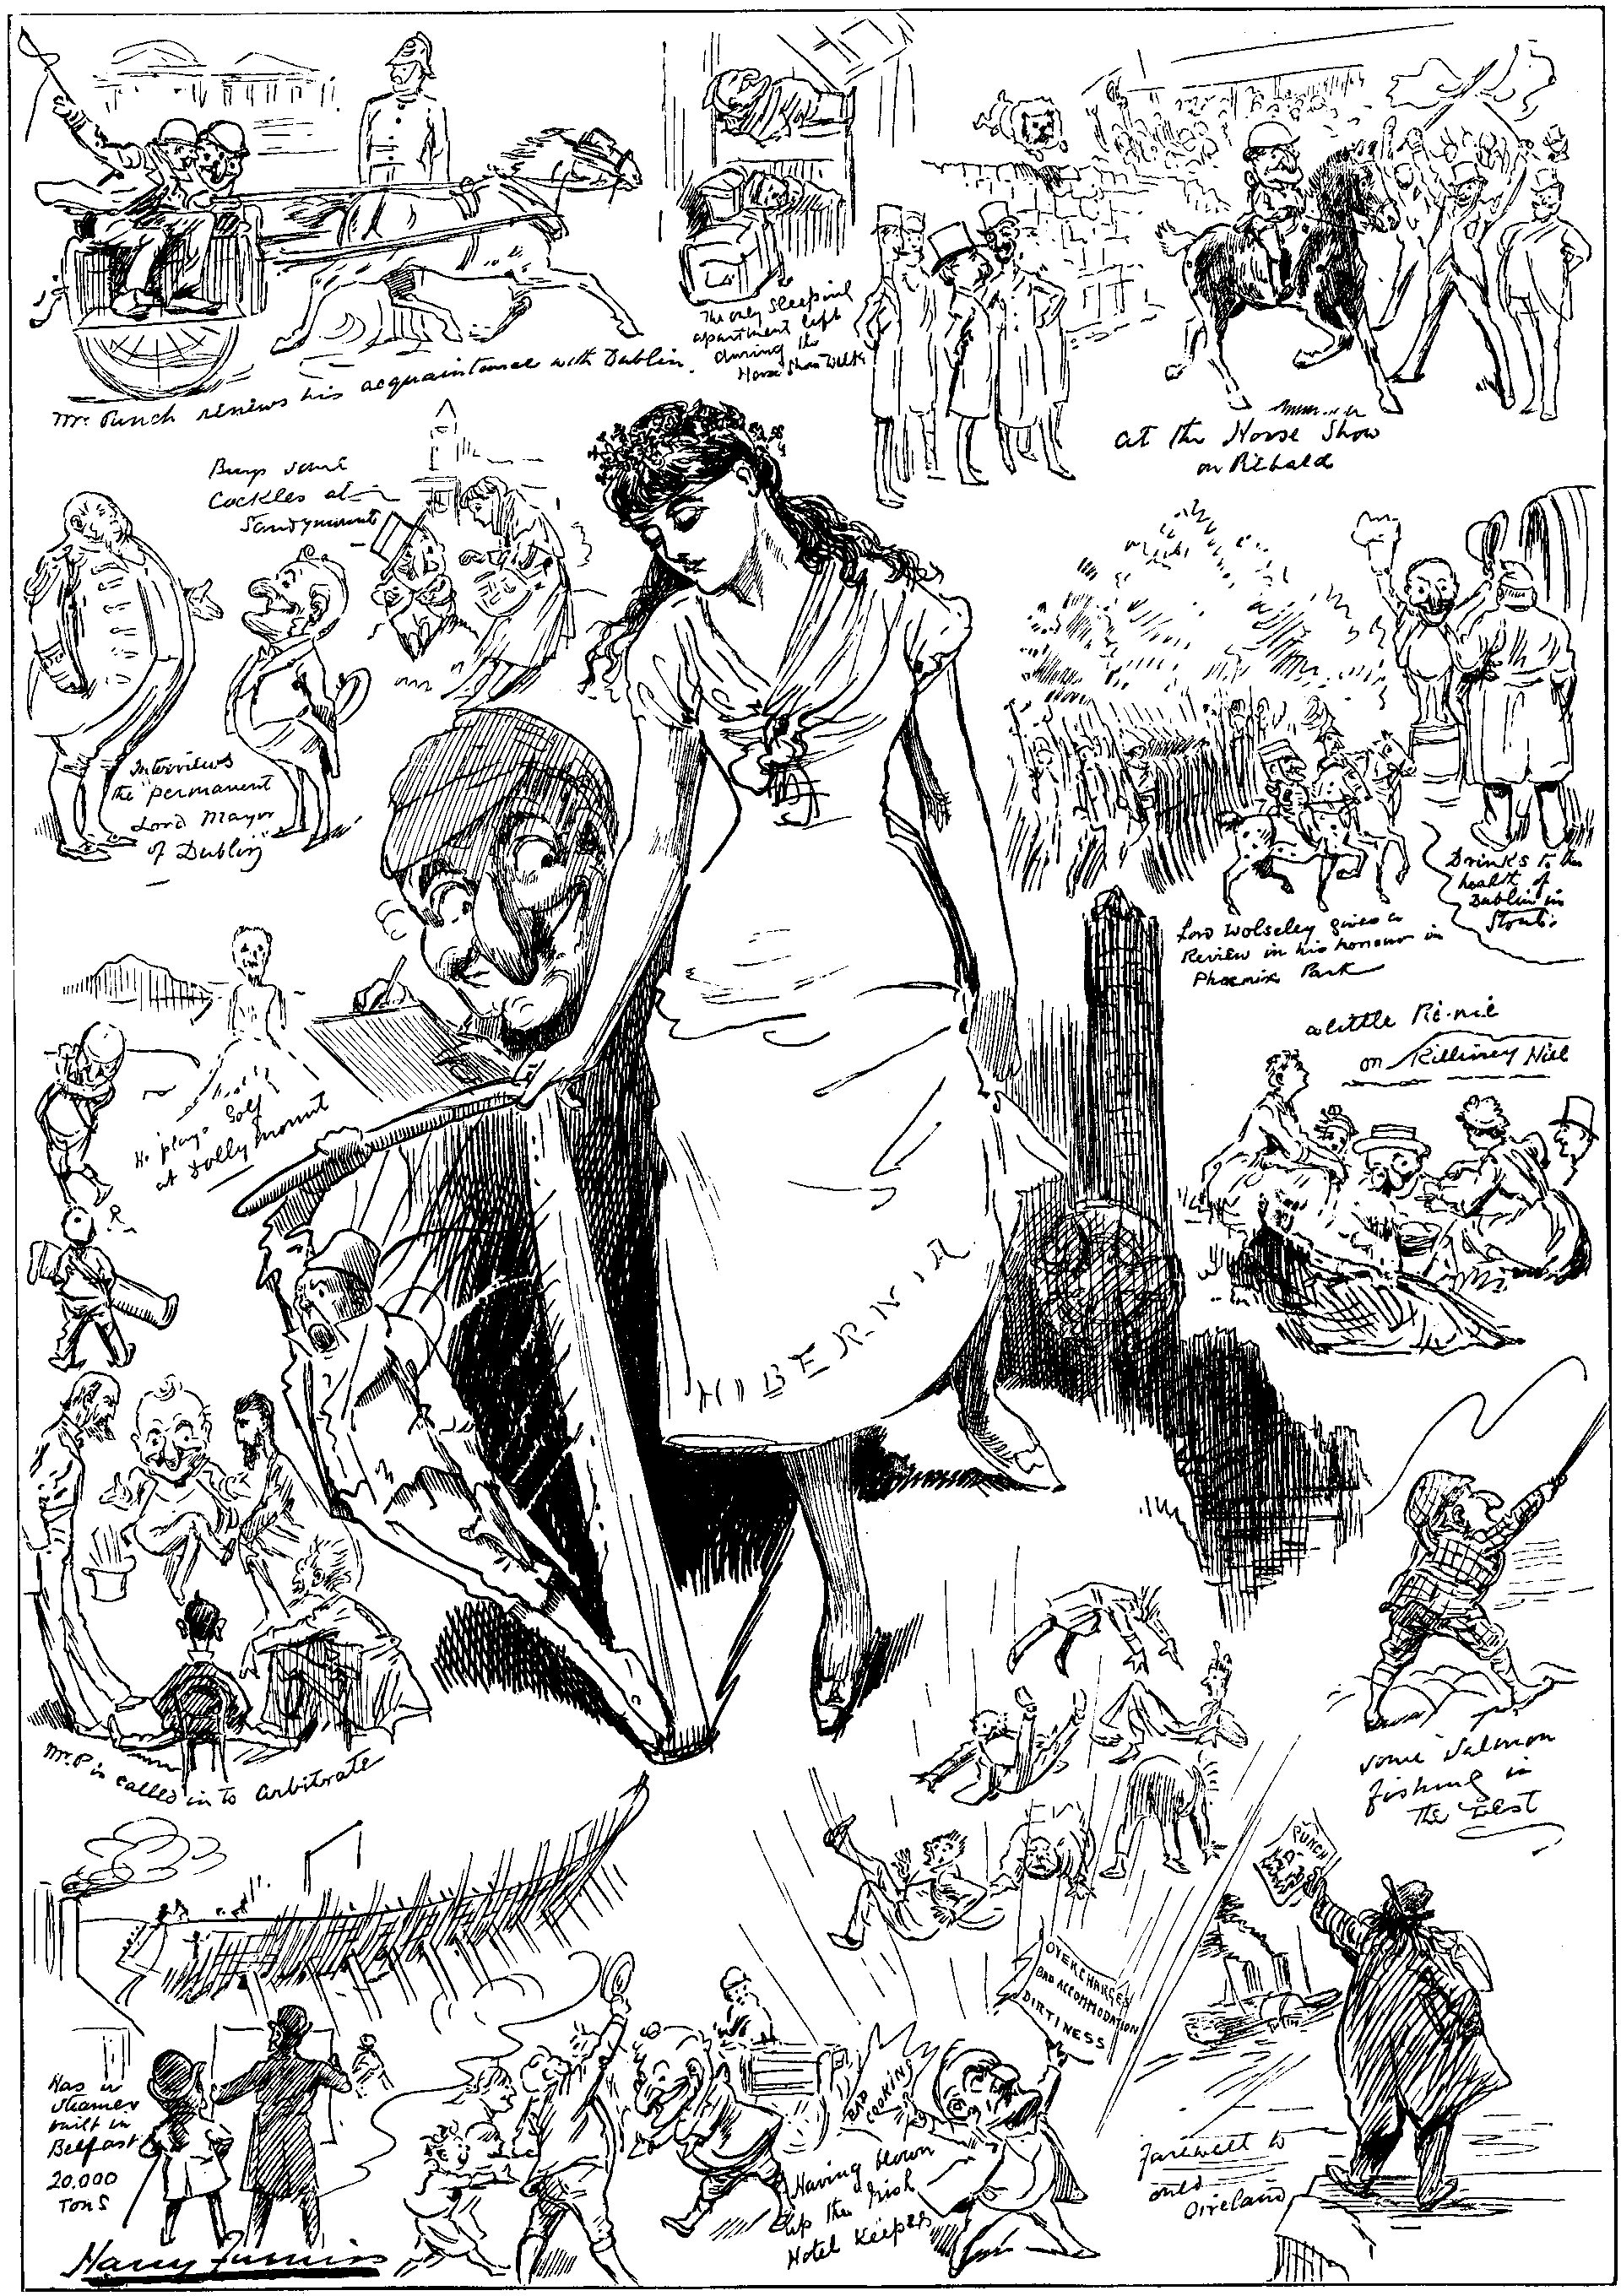 Mr. Punch renews his acquaintance with Dublin.
The only sleeping
apartment left
during the
Horse Show Week
at the Horse Show
on Ribald
Buys some
Cockles at
Sandymount
Interviews
the "permanent
Lord Mayor
of Dublin"
Drinks to the
health of
Dublin in
Stout.
Lord Wolseley gives a
Review in his honour in
Phoenix Park
a little Pic-nic
on Killiney Hill
He plays
Golf
at Dollymount
HIBERNIA
Mr. P is called in to arbitrate
Some Salmon
fishing in
the West
PUNCH
OVERCHARGES
BAD ACCOMMODATION
DIRTINESS
BAD
COOKING
Has a
Steamer
built in
Belfast
20.000
Tons
Having blown
up the Irish
Hotel Keepers
Farewell to
ould
Oireland
Harry Furniss